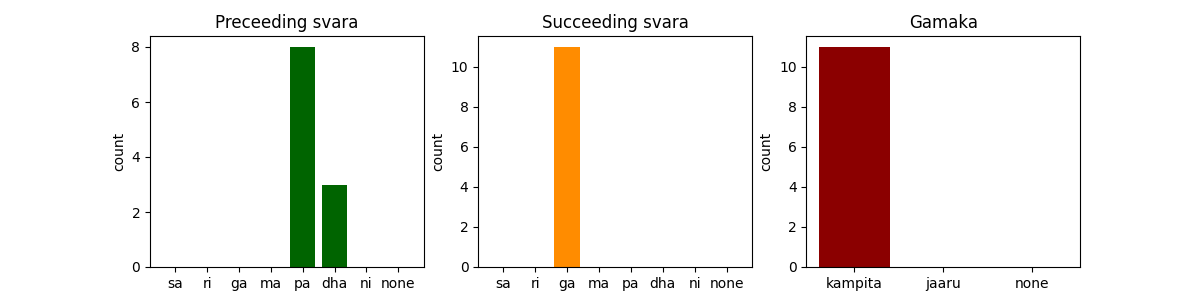 Preceeding svara
count
8
6
4
2
0
sa ri ga ma pa dha ni none
Succeeding svara
count
10
8
6
4
2
0
sa ri ga ma pa dha ni none
Gamaka
count
10
8
6
4
2
0
kampita jaaru none